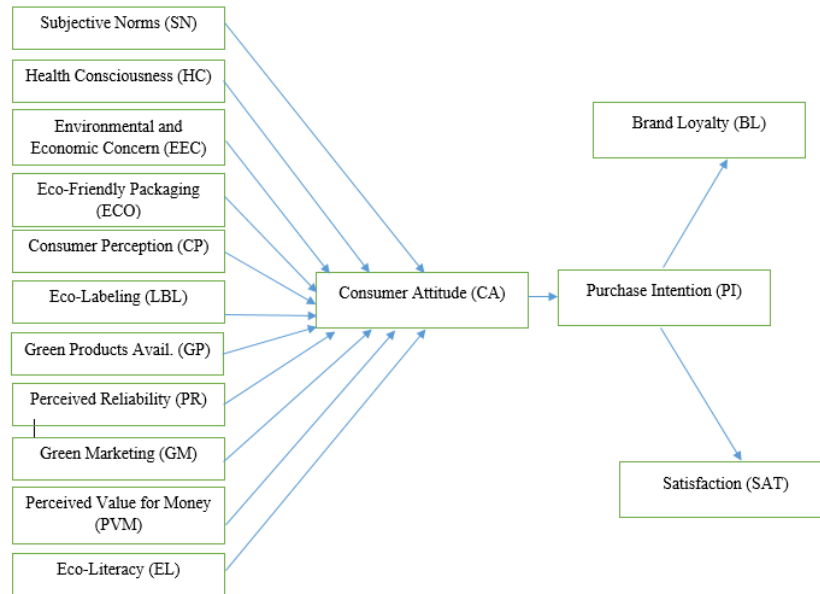 Subjective Norms (SN)
Health Consciousness (HC)
Environmental and
Economic Concern (EEC)
Eco-Friendly Packaging
(ECO)
Consumer Perception (CP)
Eco-Labeling (LBL)
Green Products Avail. (GP)
Perceived Reliability (PR)
Green Marketing (GM)
Perceived Value for Money
(PVM)
Eco-Literacy (EL)
Consumer Attitude (CA)
Purchase Intention (PI)
Brand Loyalty (BL)
Satisfaction (SAT)